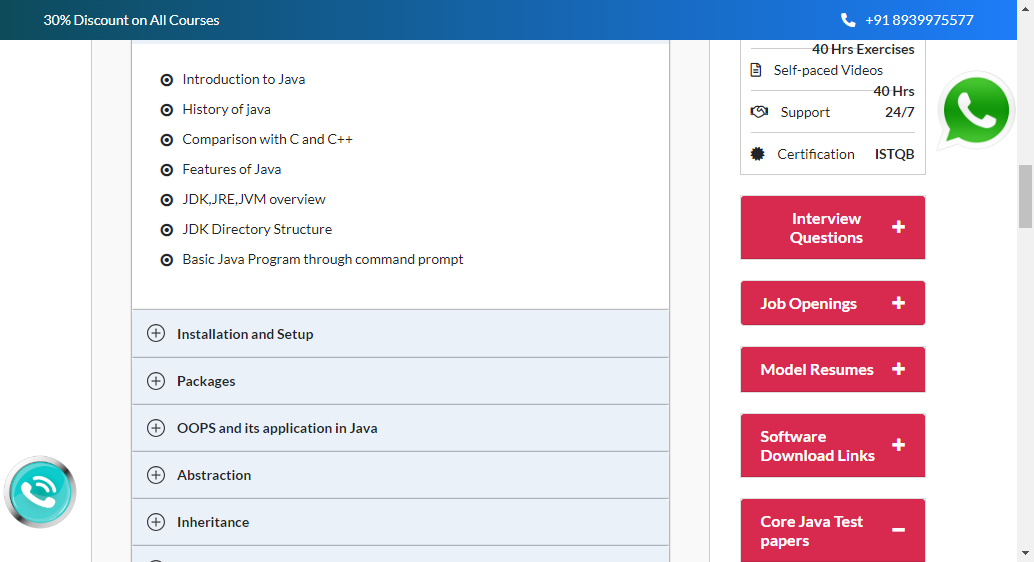 30% Discount on All Courses
+91 8939975577
Introduction to Java
History of java
Comparison with C and C++
Features of Java
JDK,JRE,JVM overview
JDK Directory Structure
Basic Java Program through command prompt
Installation and Setup
Packages
OOPS and its application in Java
Abstraction
Inheritance
40 Hrs Exercises
Self-paced Videos
40 Hrs
Support 24/7
Certification ISTQB
Interview
Questions
Job Openings
Model Resumes
Software
Download Links
Core Java Test
papers